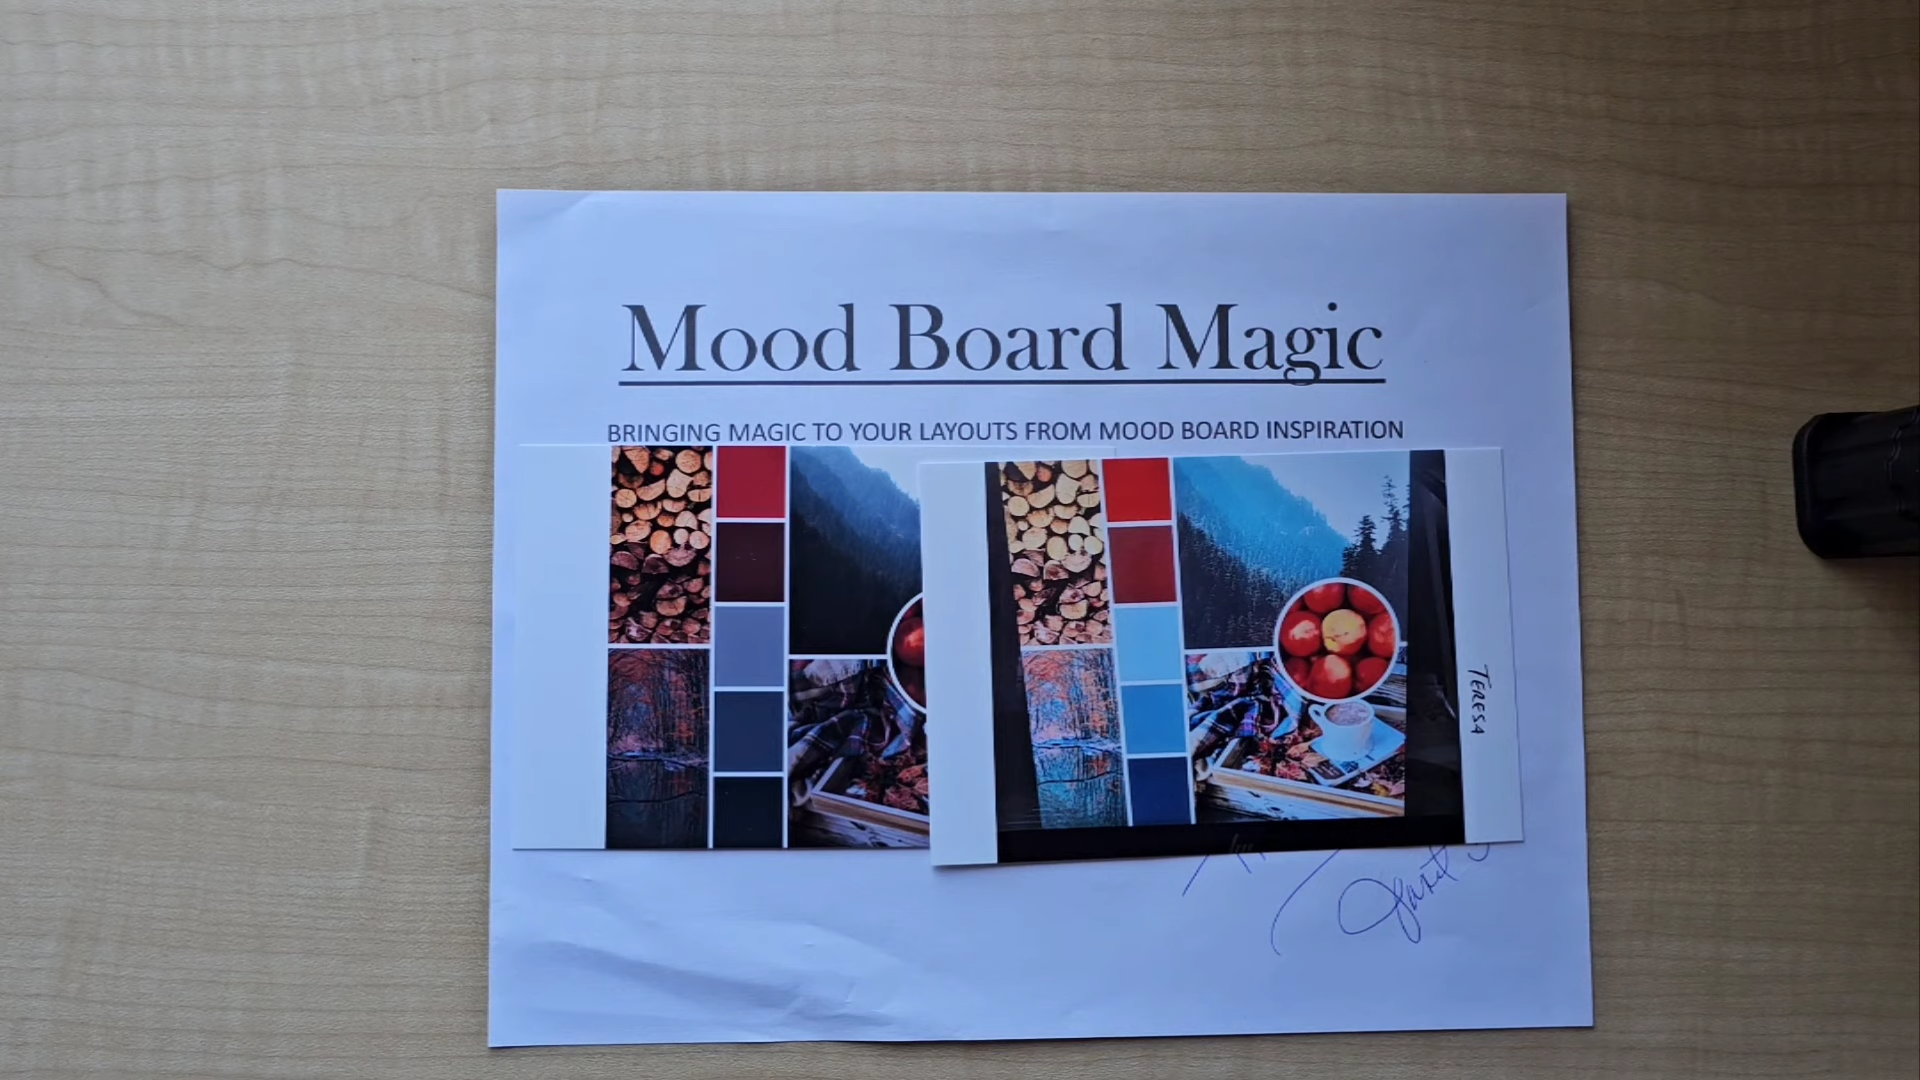 Mood Board Magic
BRINGING MAGIC TO YOUR LAYOUTS FROM MOOD BOARD INSPIRATION
TERESA